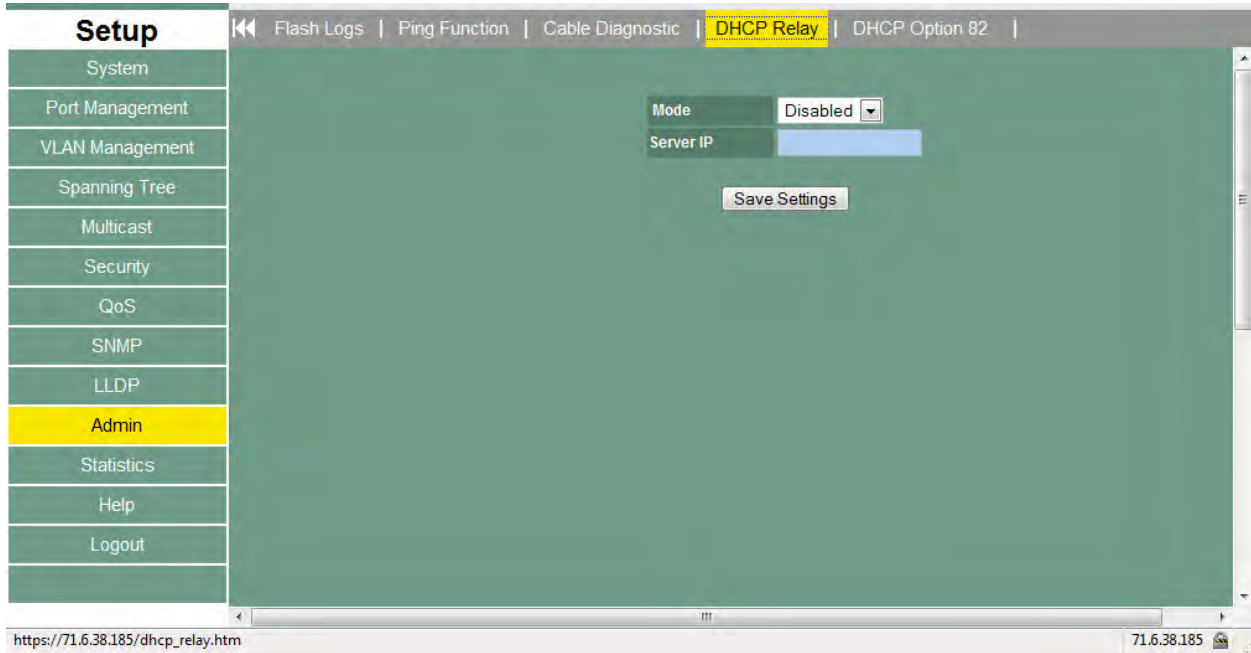 Setup
Flash Logs | Ping Function | Cable Diagnostic | DHCP Relay | DHCP Option 82 |
System
Port Management
VLAN Management
Spanning Tree
Multicast
Security
QoS
SNMP
LLDP
Admin
Statistics
Help
Logout
Mode Disabled
Server IP
Save Settings
https://71.6.38.185/dhcp_relay.htm
71.6.38.185